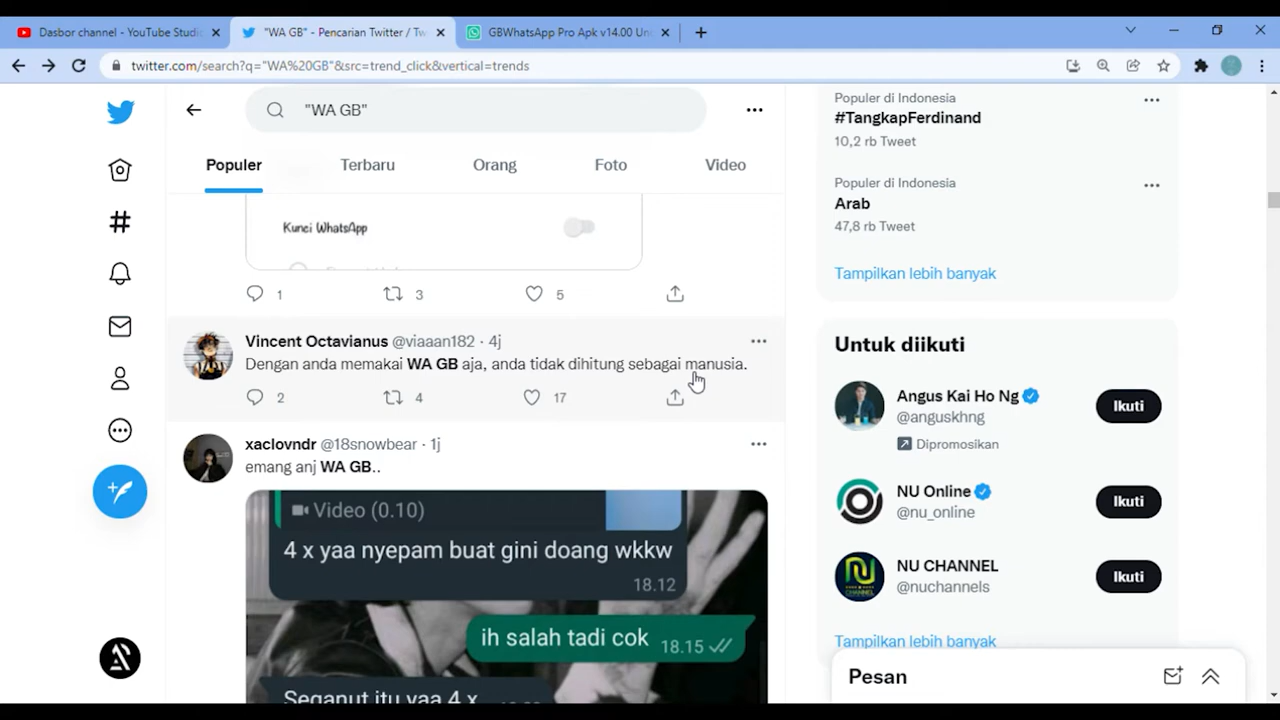 Dasbor channel - YouTube Studi
"WA GB" - Pencarian Twitter / Tw
GBWhatsApp Pro Apk v14.00 Un
twitter.com/search?q="WA%20GB"&src=trend_click&vertical=trends
"WA GB"
Populer
Terbaru
Orang
Foto
Video
Kunci WhatsApp
1
3
5
Vincent Octavianus @viaaan182 · 4j
Dengan anda memakai WA GB aja, anda tidak dihitung sebagai manusia.
2
4
17
xaclovndr @18snowbear · 1j
emang anj WA GB..
Video (0.10)
4 x yaa nyepam buat gini doang wkkw
18.12
ih salah tadi cok 18.15
Seganut itu yaa 4 x
Populer di Indonesia
#TangkapFerdinand
10,2 rb Tweet
Populer di Indonesia
Arab
47,8 rb Tweet
Tampilkan lebih banyak
Untuk diikuti
Angus Kai Ho Ng
@anguskhng
Ikuti
Dipromosikan
NU Online
@nu_online
Ikuti
NU CHANNEL
@nuchannels
Ikuti
Tampilkan lebih banyak
Pesan